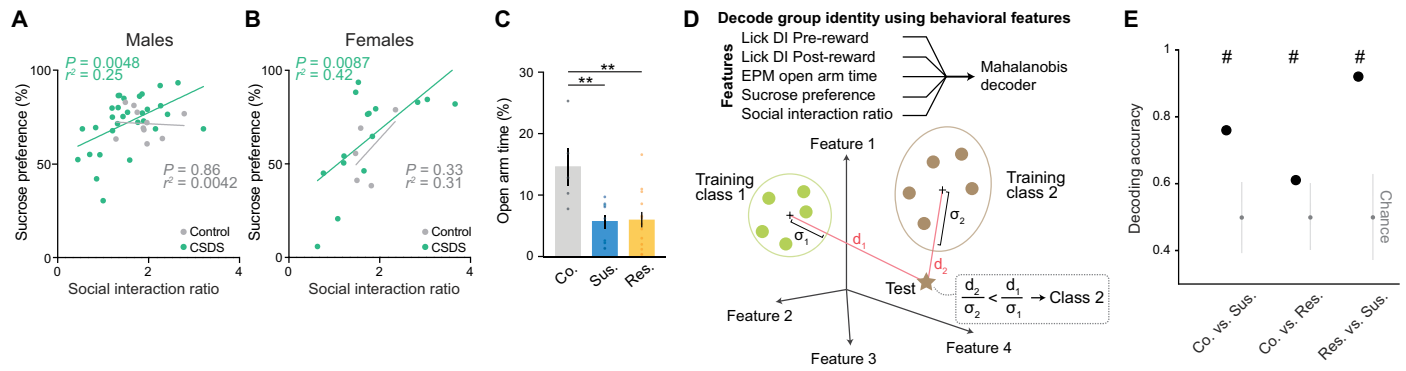 A
Males
P = 0.0048
r² = 0.25
100
50
0
Sucrose preference (%)
P = 0.86
r² = 0.0042
Control
CSDS
0
2
4
Social interaction ratio
B
Females
P = 0.0087
r² = 0.42
100
50
0
Sucrose preference (%)
P = 0.33
r² = 0.31
Control
CSDS
0
2
4
Social interaction ratio
C
30
20
10
0
Open arm time (%)
**
**
Co.
Sus.
Res.
D
Decode group identity using behavioral features
Features
Lick DI Pre-reward
Lick DI Post-reward
EPM open arm time
Sucrose preference
Social interaction ratio
Mahalanobis
decoder
Feature 1
Training
class 1
Training
class 2
σ1
σ2
d1
d2
Test
d2/σ2 < d1/σ1 → Class 2
Feature 2
Feature 3
Feature 4
E
1
0.8
0.6
0.4
Decoding accuracy
# # #
Chance
Co. vs. Sus.
Co. vs. Res.
Res. vs. Sus.